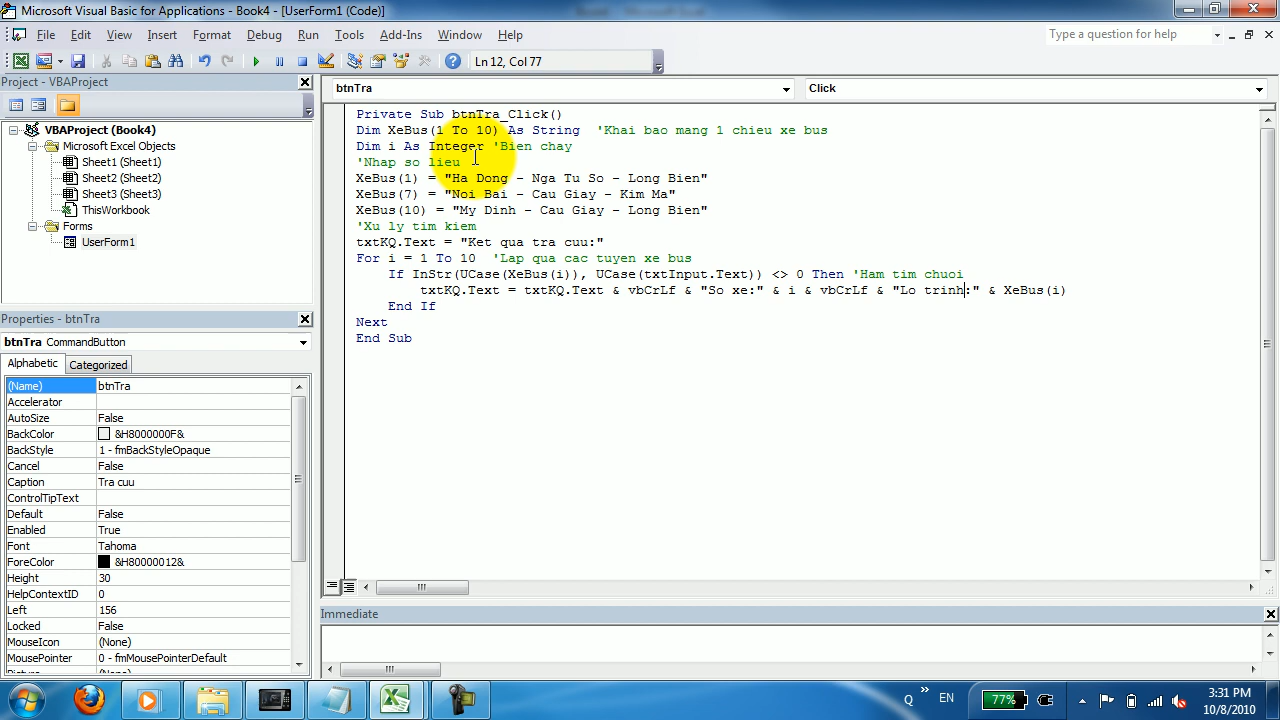 Microsoft Visual Basic for Applications - Book4 - [UserForm1 (Code)]
File Edit View Insert Format Debug Run Tools Add-Ins Window Help
Type a question for help
Ln 12, Col 77
Project - VBAProject
btnTra
Click
VBAProject (Book4)
Microsoft Excel Objects
Sheet1 (Sheet1)
Sheet2 (Sheet2)
Sheet3 (Sheet3)
ThisWorkbook
Forms
UserForm1
Private Sub btnTra_Click()
Dim XeBus(1 To 10) As String 'Khai bao mang 1 chieu xe bus
Dim i As Integer 'Bien chay
'Nhap so lieu
XeBus(1) = "Ha Dong - Nga Tu So - Long Bien"
XeBus(7) = "Noi Bai - Cau Giay - Kim Ma"
XeBus(10) = "My Dinh - Cau Giay - Long Bien"
'Xu ly tim kiem
txtKQ.Text = "Ket qua tra cuu:"
For i = 1 To 10 'Lap qua cac tuyen xe bus
If InStr(UCase(XeBus(i)), UCase(txtInput.Text)) <> 0 Then 'Ham tim chuoi
txtKQ.Text = txtKQ.Text & vbCrLf & "So xe:" & i & vbCrLf & "Lo trinh:" & XeBus(i)
End If
Next
End Sub
Properties - btnTra
btnTra CommandButton
Alphabetic Categorized
(Name) btnTra
Accelerator
AutoSize False
BackColor &H8000000F&
BackStyle 1 - fmBackStyleOpaque
Cancel False
Caption Tra cuu
ControlTipText
Default False
Enabled True
Font Tahoma
ForeColor &H80000012&
Height 30
HelpContextID 0
Left 156
Locked False
MouseIcon (None)
MousePointer 0 - fmMousePointerDefault
Immediate
Q » EN 77% 3:31 PM
10/8/2010